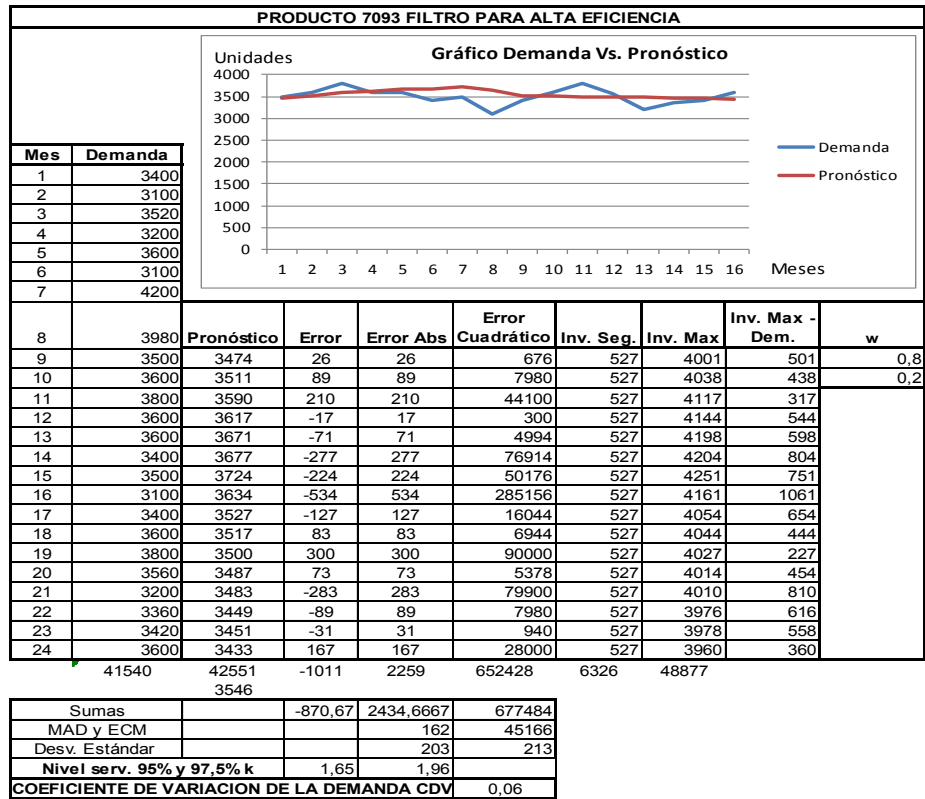 PRODUCTO 7093 FILTRO PARA ALTA EFICIENCIA
Unidades
Gráfico Demanda Vs. Pronóstico
4000
3500
3000
2500
2000
1500
1000
500
0
1 2 3 4 5 6 7 8 9 10 11 12 13 14 15 16 Meses
Demanda
Pronóstico
Mes Demanda
1 3400
2 3100
3 3520
4 3200
5 3600
6 3100
7 4200
8 3980 Pronóstico Error Error Abs Error Cuadrático Inv. Seg. Inv. Max Inv. Max - Dem. w
9 3500 3474 26 26 676 527 4001 501 0,8
10 3600 3511 89 89 7980 527 4038 438 0,2
11 3800 3590 210 210 44100 527 4117 317
12 3600 3617 -17 17 300 527 4144 544
13 3600 3671 -71 71 4994 527 4198 598
14 3400 3677 -277 277 76914 527 4204 804
15 3500 3724 -224 224 50176 527 4251 751
16 3100 3634 -534 534 285156 527 4161 1061
17 3400 3527 -127 127 16044 527 4054 654
18 3600 3517 83 83 6944 527 4044 444
19 3800 3500 300 300 90000 527 4027 227
20 3560 3487 73 73 5378 527 4014 454
21 3200 3483 -283 283 79900 527 4010 810
22 3360 3449 -89 89 7980 527 3976 616
23 3420 3451 -31 31 940 527 3978 558
24 3600 3433 167 167 28000 527 3960 360
41540 42551 -1011 2259 652428 6326 48877
3546
Sumas -870,67 2434,6667 677484
MAD y ECM 162 45166
Desv. Estándar 203 213
Nivel serv. 95% y 97,5% k 1,65 1,96
COEFICIENTE DE VARIACION DE LA DEMANDA CDV 0,06